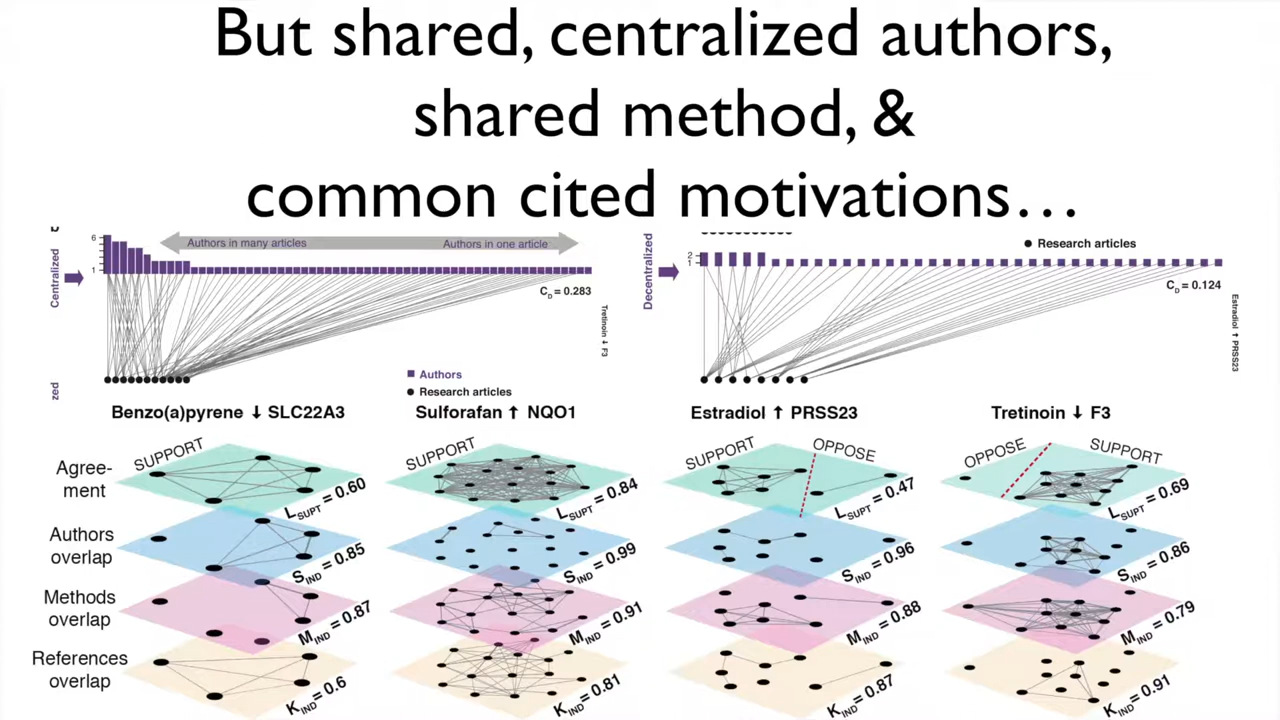 But shared, centralized authors,
shared method, &
common cited motivations…
Centralized
6
1
Authors in many articles
Authors in one article
C_D = 0.283
Tretinoin ↓ F3
Decentralized
2
1
Research articles
C_D = 0.124
Estradiol ↑ PRSS23
zed
Authors
Research articles
Benzo(a)pyrene ↓ SLC22A3
Sulforafan ↑ NQO1
Estradiol ↑ PRSS23
Tretinoin ↓ F3
Agree-
ment
SUPPORT
L_SUPT = 0.60
SUPPORT
L_SUPT = 0.84
SUPPORT
OPPOSE
L_SUPT = 0.47
OPPOSE
SUPPORT
L_SUPT = 0.69
Authors
overlap
S_IND = 0.85
S_IND = 0.99
S_IND = 0.96
S_IND = 0.86
Methods
overlap
M_IND = 0.87
M_IND = 0.91
M_IND = 0.88
M_IND = 0.79
References
overlap
K_IND = 0.6
K_IND = 0.81
K_IND = 0.87
K_IND = 0.91